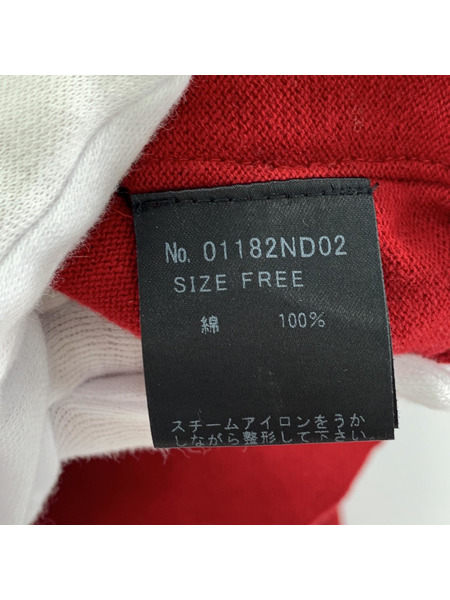 No. 01182ND02
SIZE FREE
綿 100%
スチームアイロンをうか
しながら整形して下さい。